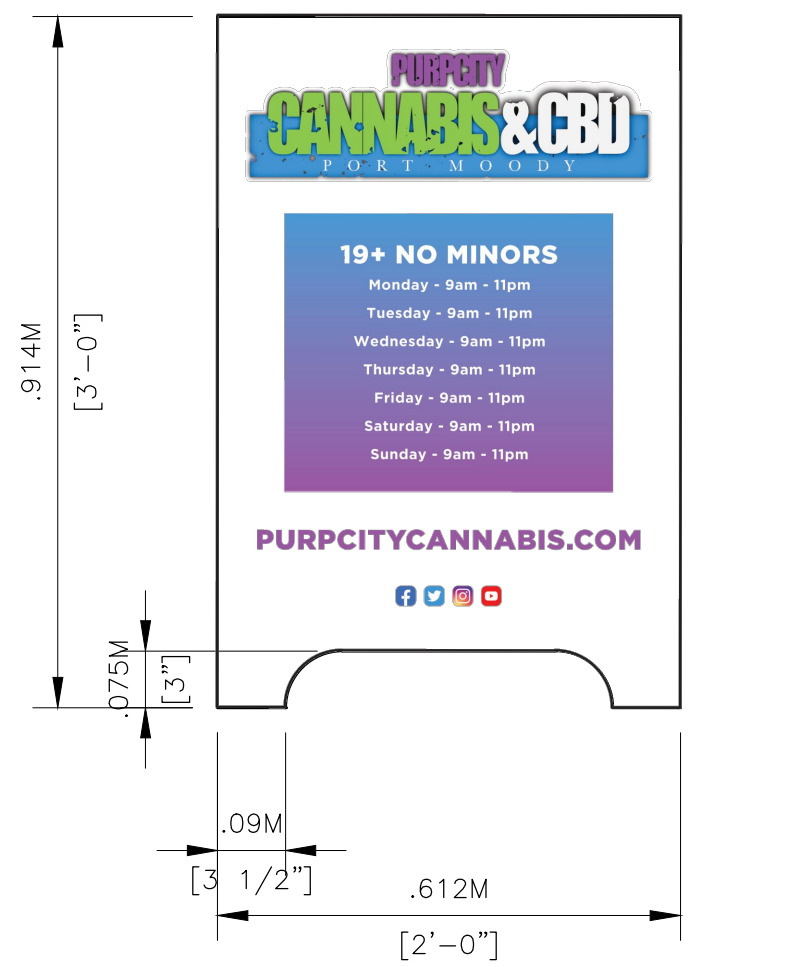 PURPCITY
CANNABIS&CBD
PORT MOODY
19+ NO MINORS
Monday - 9am - 11pm
Tuesday - 9am - 11pm
Wednesday - 9am - 11pm
Thursday - 9am - 11pm
Friday - 9am - 11pm
Saturday - 9am - 11pm
Sunday - 9am - 11pm
PURPCITYCANNABIS.COM
.914M
[3'-0"]
.075M
[3"]
.09M
[3 1/2"]
.612M
[2'-0"]